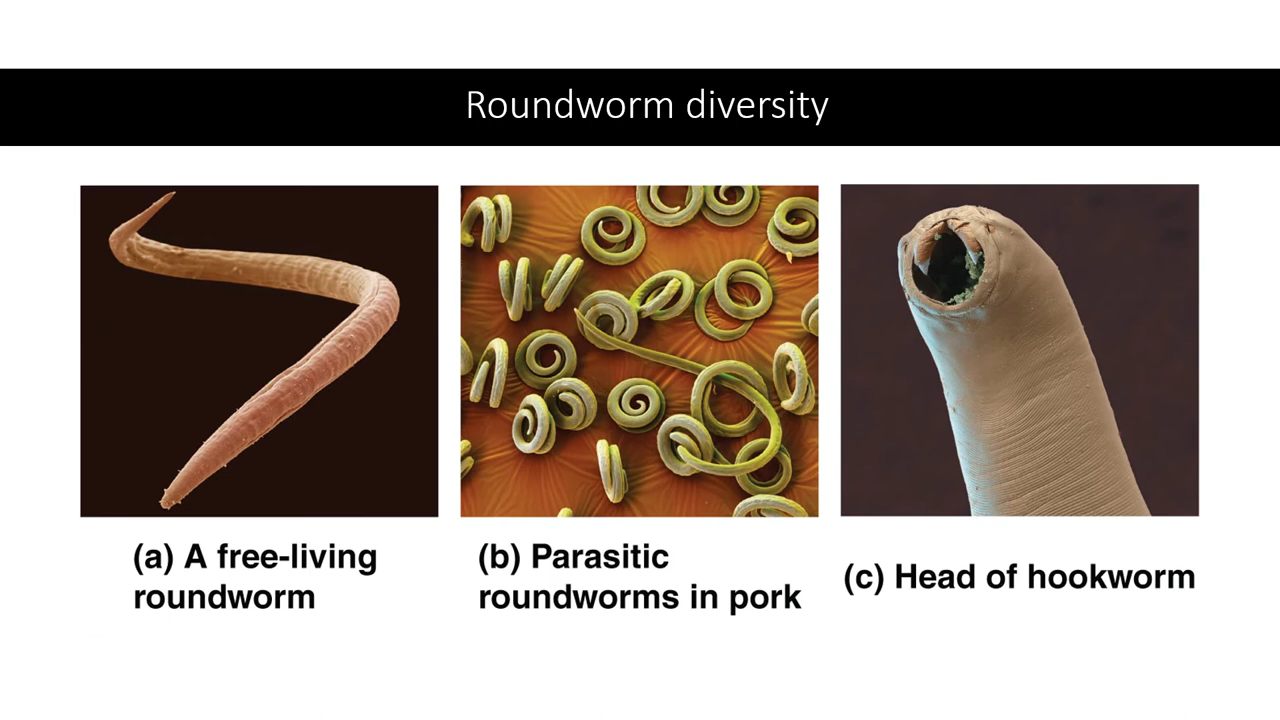 Roundworm diversity
(a) A free-living
roundworm
(b) Parasitic
roundworms in pork
(c) Head of hookworm